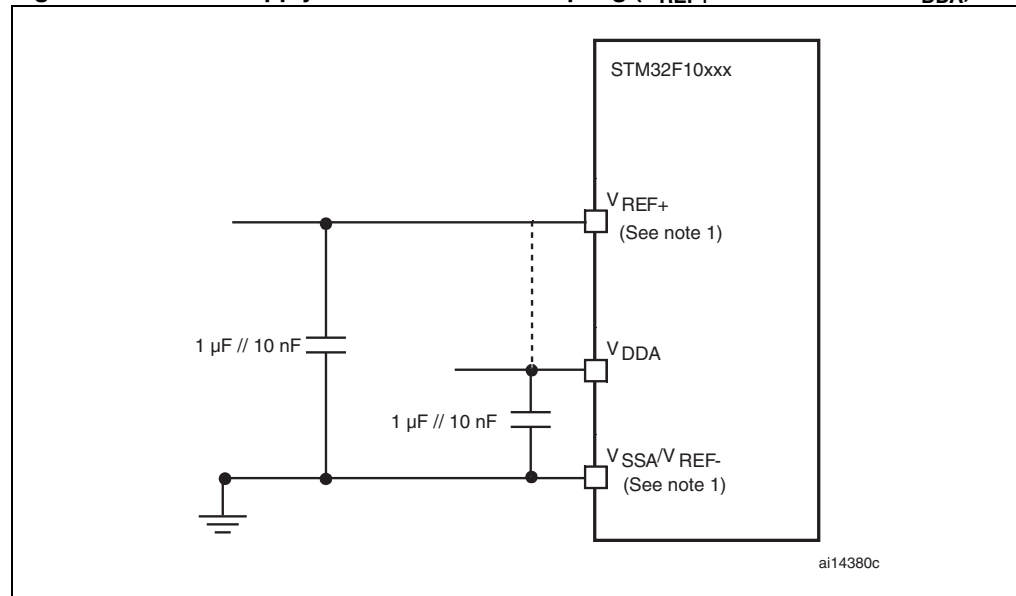 STM32F10xxx
VREF+
(See note 1)
1 µF // 10 nF
VDDA
1 µF // 10 nF
VSSA/VREF-
(See note 1)
ai14380c